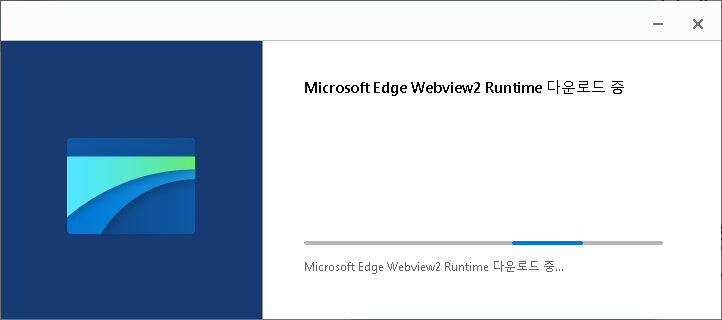 Microsoft Edge Webview2 Runtime 다운로드 중
Microsoft Edge Webview2 Runtime 다운로드 중...